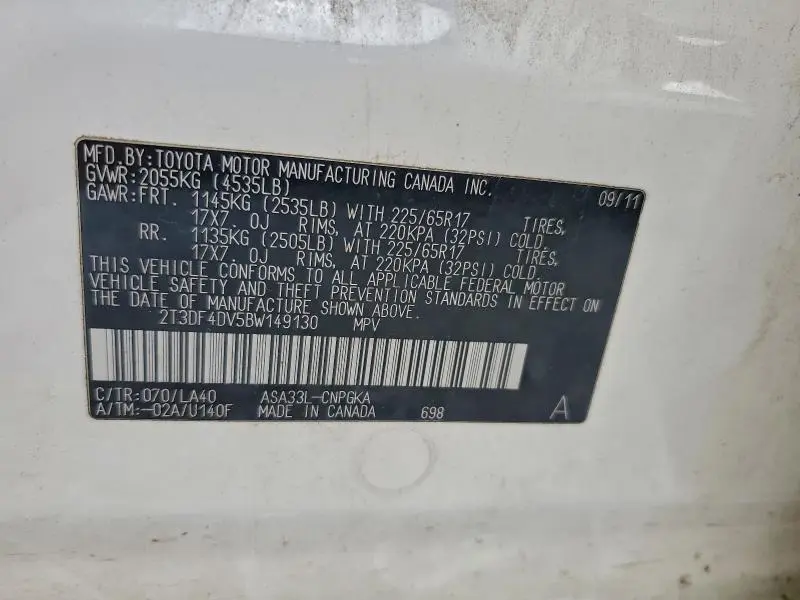 MFD.BY:TOYOTA MOTOR MANUFACTURING CANADA INC. 09/11
GVWR:2055KG (4535LB)
GAWR:FRT. 1145KG (2535LB) WITH 225/65R17 TIRES,
17X7. 0J RIMS, AT 220KPA (32PSI) COLD.
RR. 1135KG (2505LB) WITH 225/65R17 TIRES,
17X7. 0J RIMS, AT 220KPA (32PSI) COLD.
THIS VEHICLE CONFORMS TO ALL APPLICABLE FEDERAL MOTOR
VEHICLE SAFETY AND THEFT PREVENTION STANDARDS IN EFFECT ON
THE DATE OF MANUFACTURE SHOWN ABOVE.
2T3DF4DV5BW149130 MPV
C/TR:070/LA40 ASA33L-CNPGKA
A/TM:-02A/U140F MADE IN CANADA 698 A